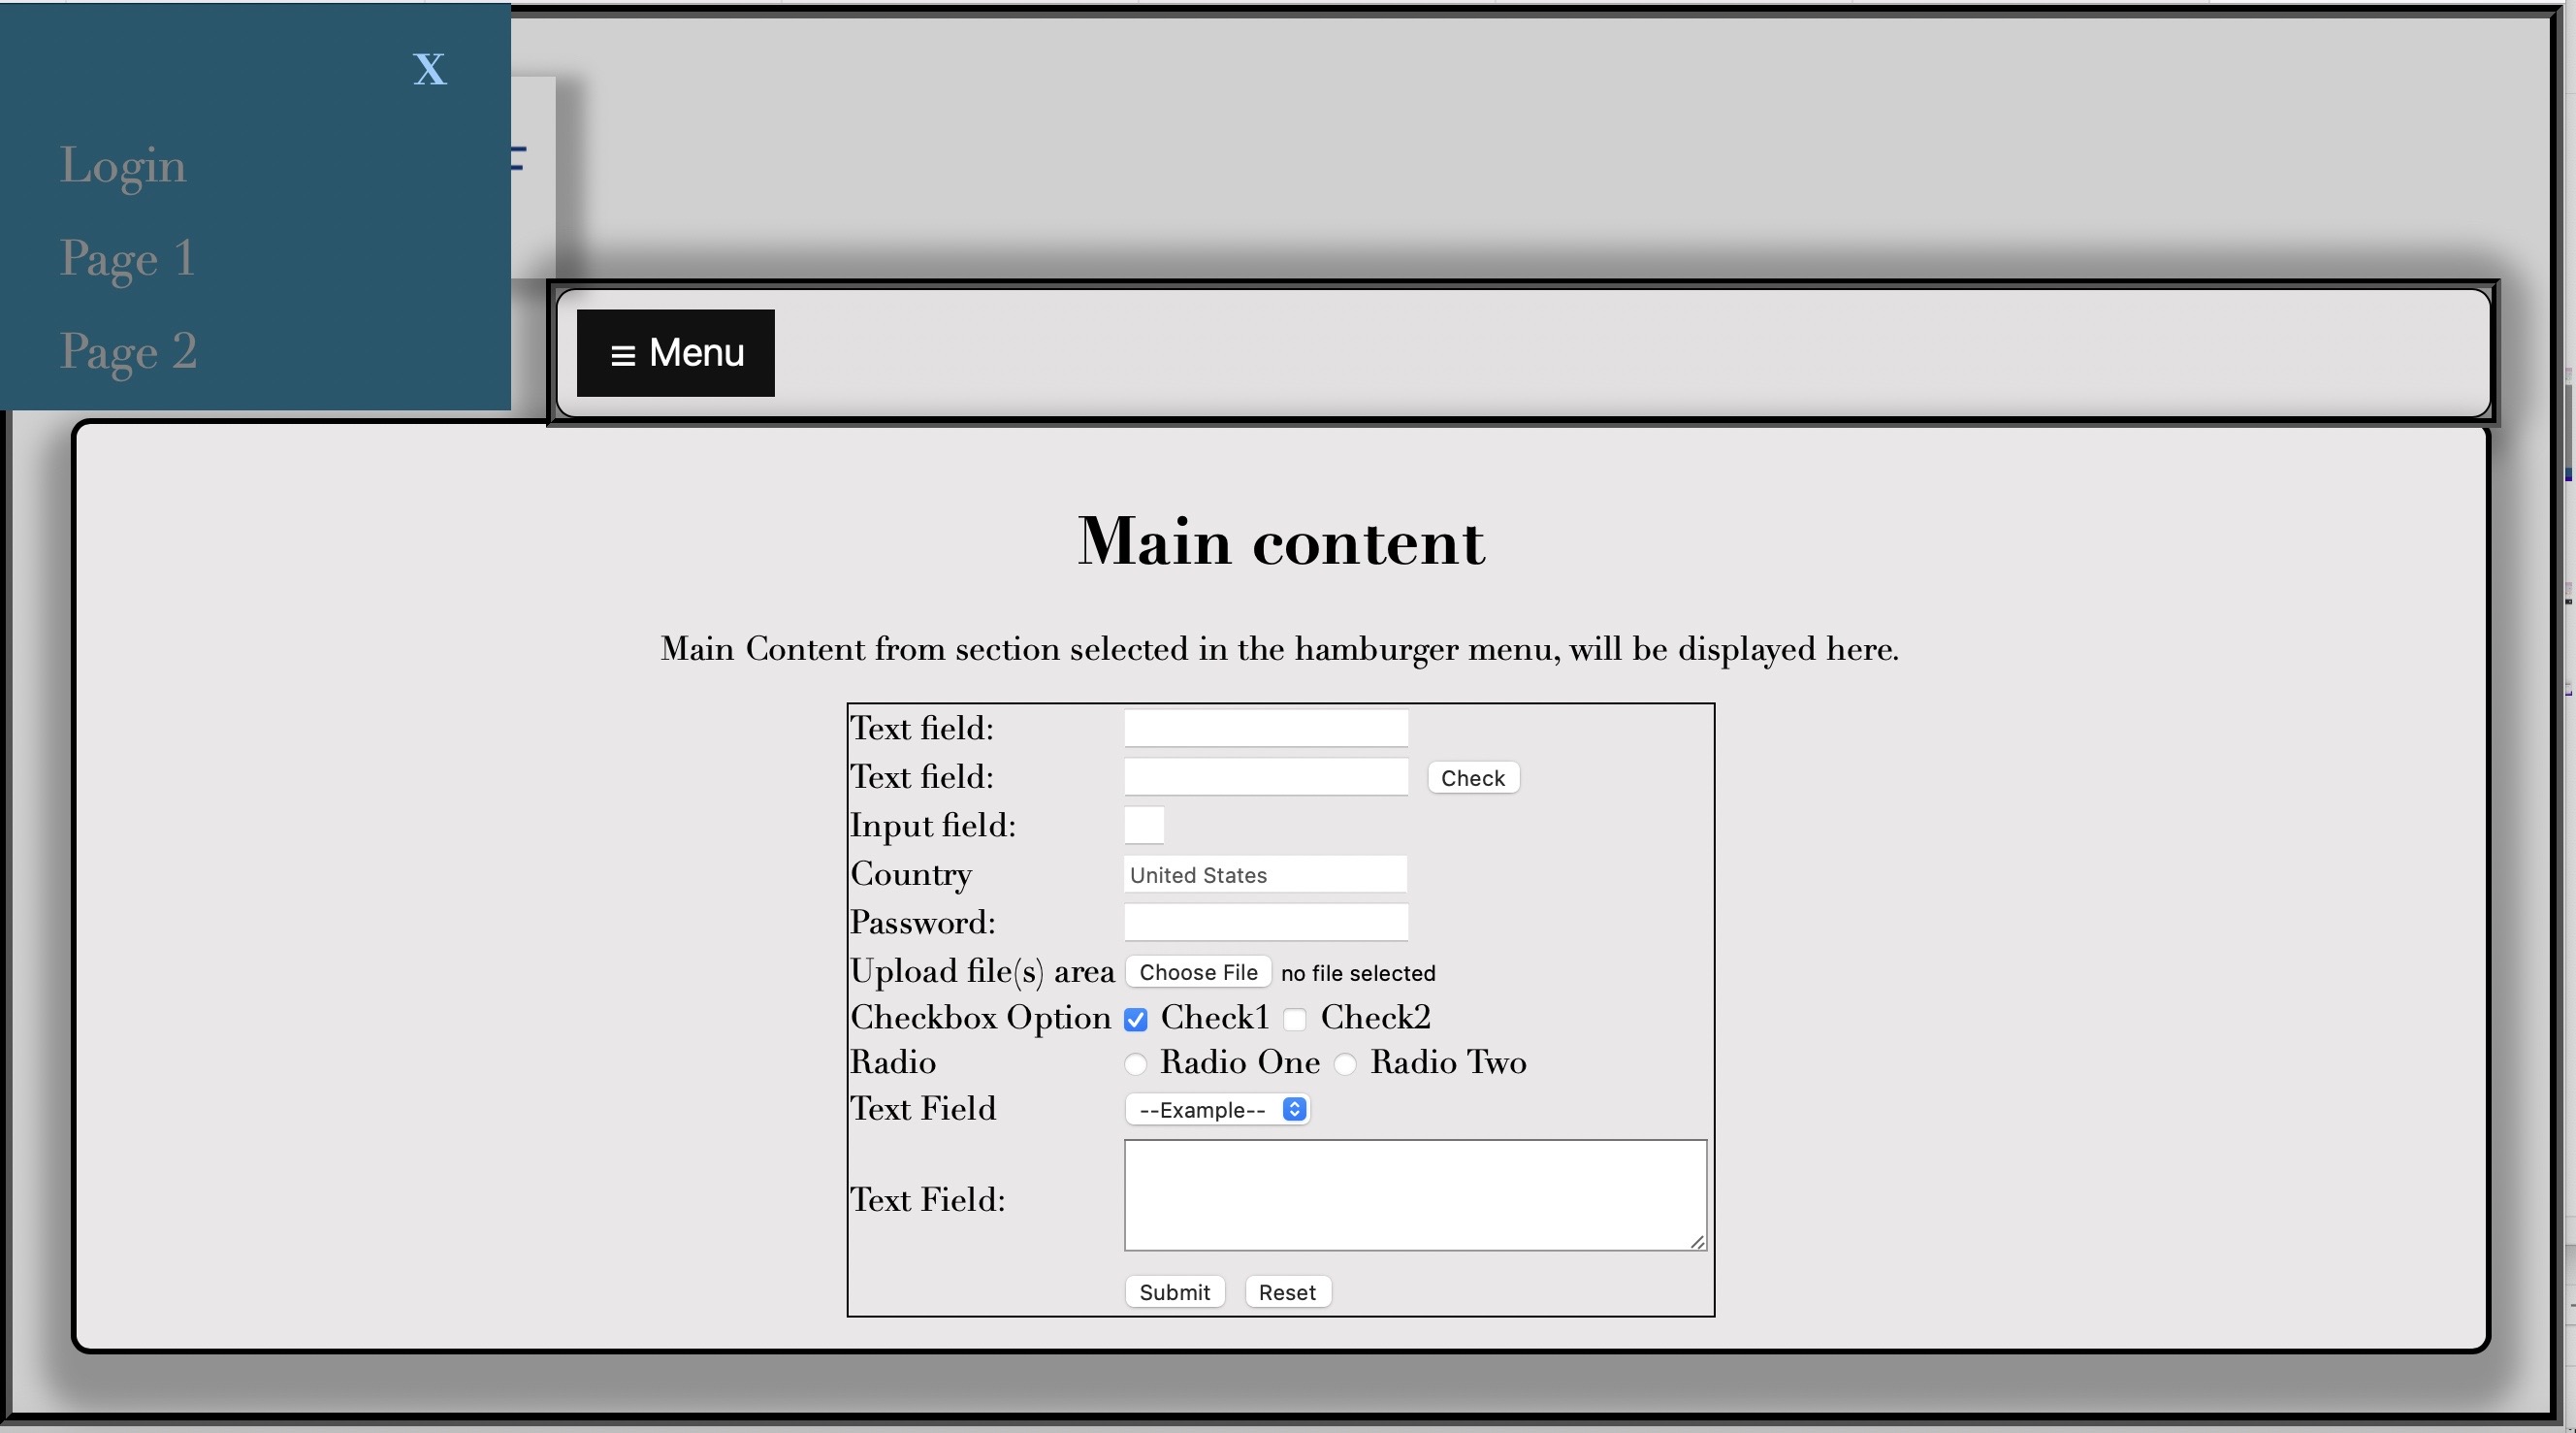 X
Login
Page 1
Page 2
≡ Menu
Main content
Main Content from section selected in the hamburger menu, will be displayed here.
Text field:
Text field: Check
Input field:
Country United States
Password:
Upload file(s) area Choose File no file selected
Checkbox Option Check1 Check2
Radio Radio One Radio Two
Text Field --Example--
Text Field:
Submit Reset